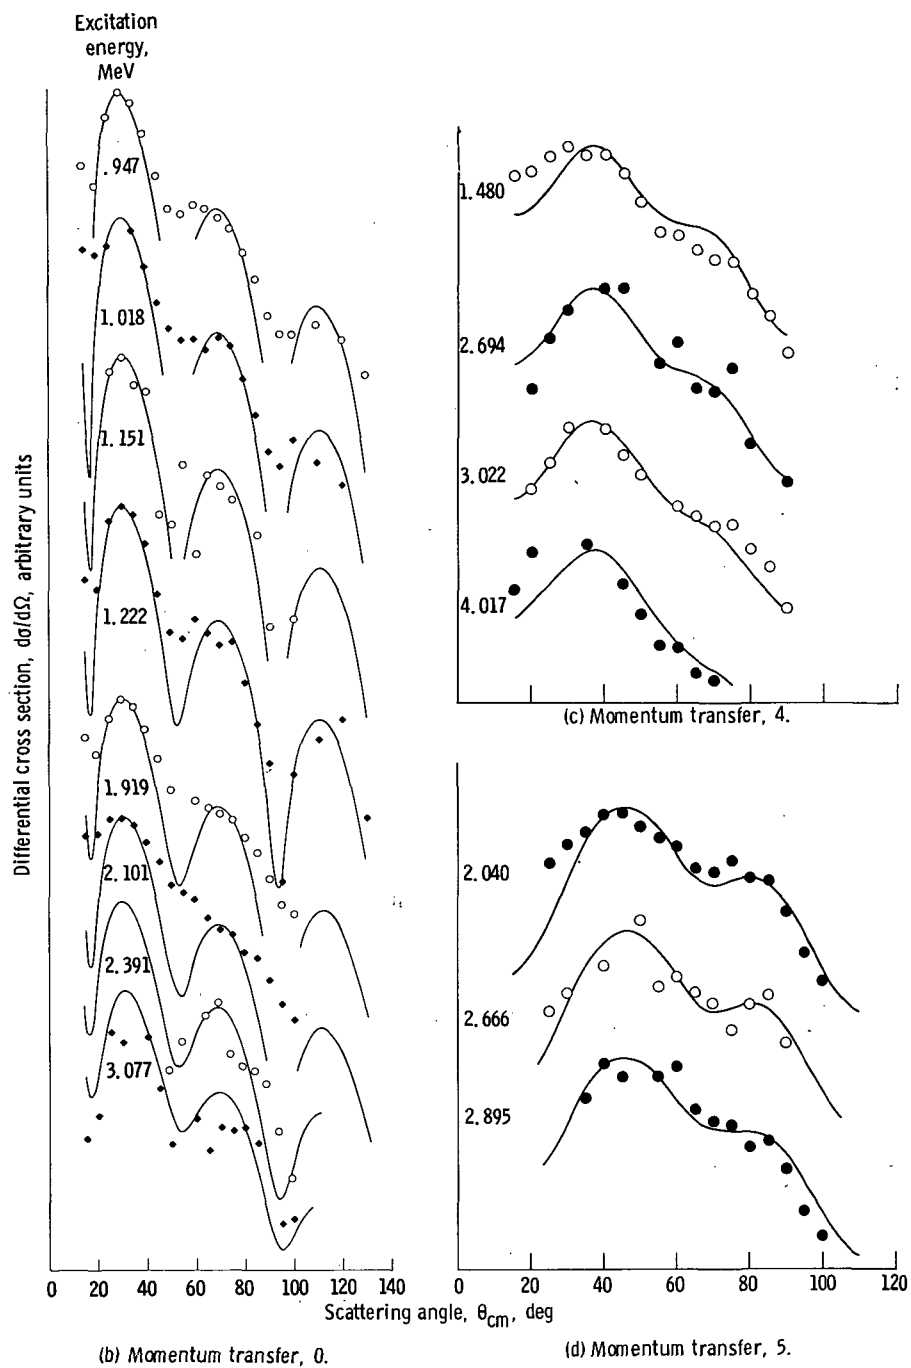 Excitation
energy,
MeV
.947
1.018
1.151
1.222
1.919
2.101
2.391
3.077
Differential cross section, dσ/dΩ, arbitrary units
0 20 40 60 80 100 120 140
1.480
2.694
3.022
4.017
(c) Momentum transfer, 4.
2.040
2.666
2.895
0 20 40 60 80 100 120
Scattering angle, θcm, deg
(b) Momentum transfer, 0.
(d) Momentum transfer, 5.